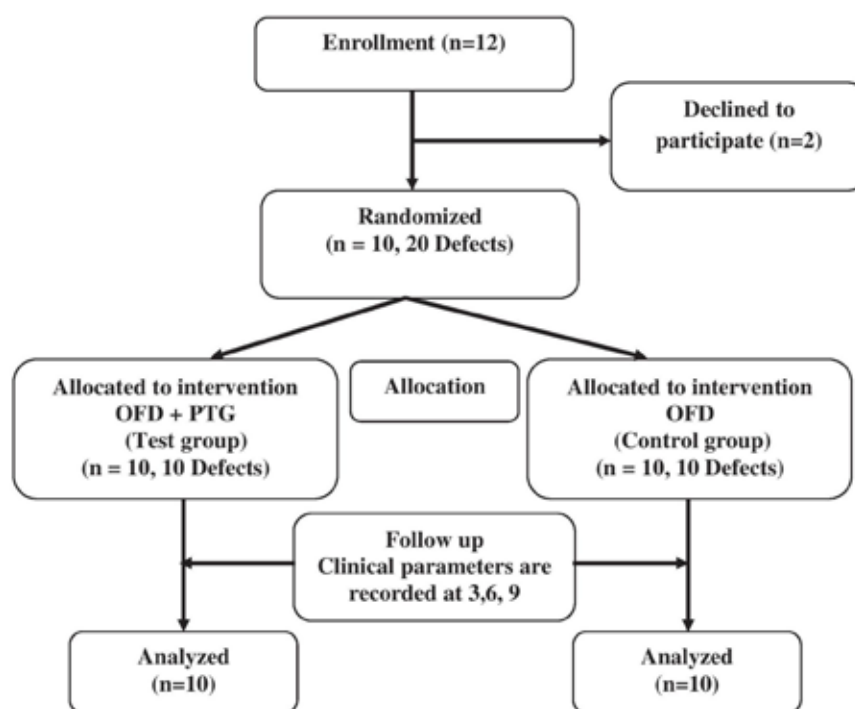 Enrollment (n=12)
Declined to
participate (n=2)
Randomized
(n = 10, 20 Defects)
Allocated to intervention
OFD + PTG
(Test group)
(n = 10, 10 Defects)
Allocation
Allocated to intervention
OFD
(Control group)
(n = 10, 10 Defects)
Follow up
Clinical parameters are
recorded at 3,6, 9
Analyzed
(n=10)
Analyzed
(n=10)